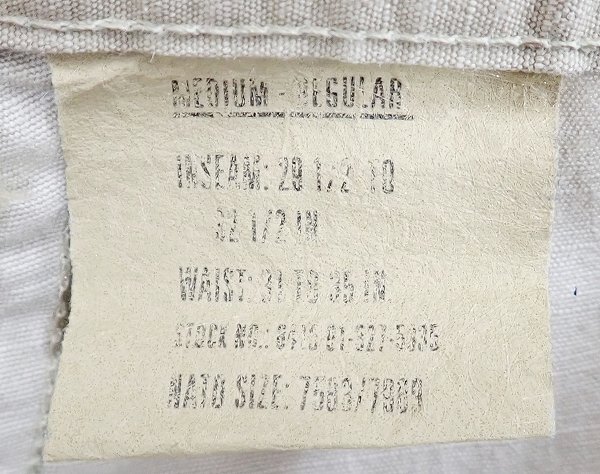 MEDIUM - REGULAR
INSEAM: 29 1/2 TO
32 1/2 IN
WAIST: 31 TO 35 IN
STOCK NO.: 8415 01-327-5335
NATO SIZE: 7583/7989